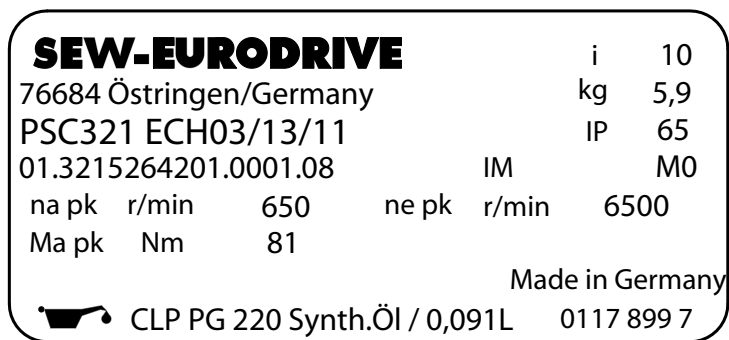 SEW-EURODRIVE i 10
76684 Östringen/Germany kg 5,9
PSC321 ECH03/13/11 IP 65
01.3215264201.0001.08 IM M0
na pk r/min 650 ne pk r/min 6500
Ma pk Nm 81
Made in Germany
CLP PG 220 Synth.Öl / 0,091L 0117 899 7